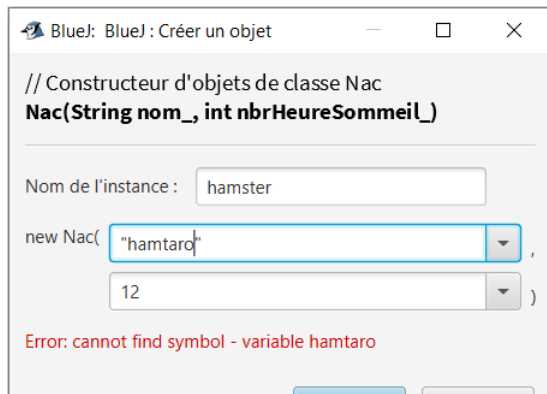 BlueJ:  BlueJ : Créer un objet
// Constructeur d'objets de classe Nac
Nac(String nom_, int nbrHeureSommeil_)
Nom de l'instance : hamster
new Nac( "hamtaro" ,
12 )
Error: cannot find symbol - variable hamtaro